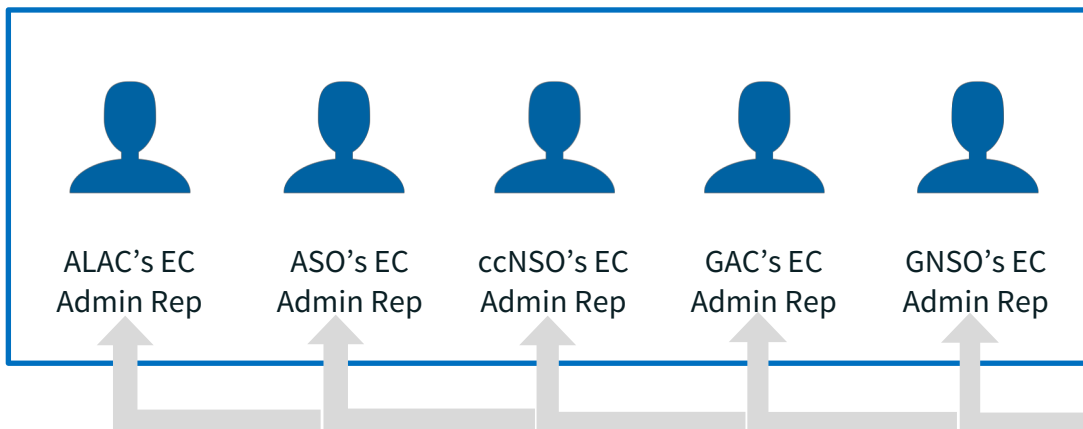 ALAC’s EC
Admin Rep
ASO’s EC
Admin Rep
ccNSO’s EC
Admin Rep
GAC’s EC
Admin Rep
GNSO’s EC
Admin Rep